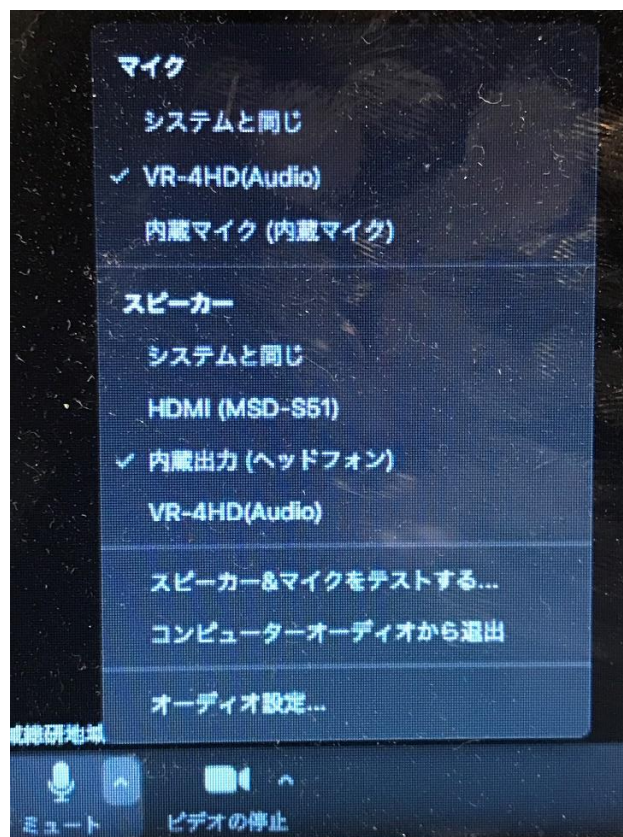 マイク
システムと同じ
✓ VR-4HD(Audio)
内蔵マイク (内蔵マイク)
スピーカー
システムと同じ
HDMI (MSD-S51)
✓ 内蔵出力 (ヘッドフォン)
VR-4HD(Audio)
スピーカー&マイクをテストする...
コンピューターオーディオから退出
オーディオ設定...
域総研地域
ミュート
ビデオの停止